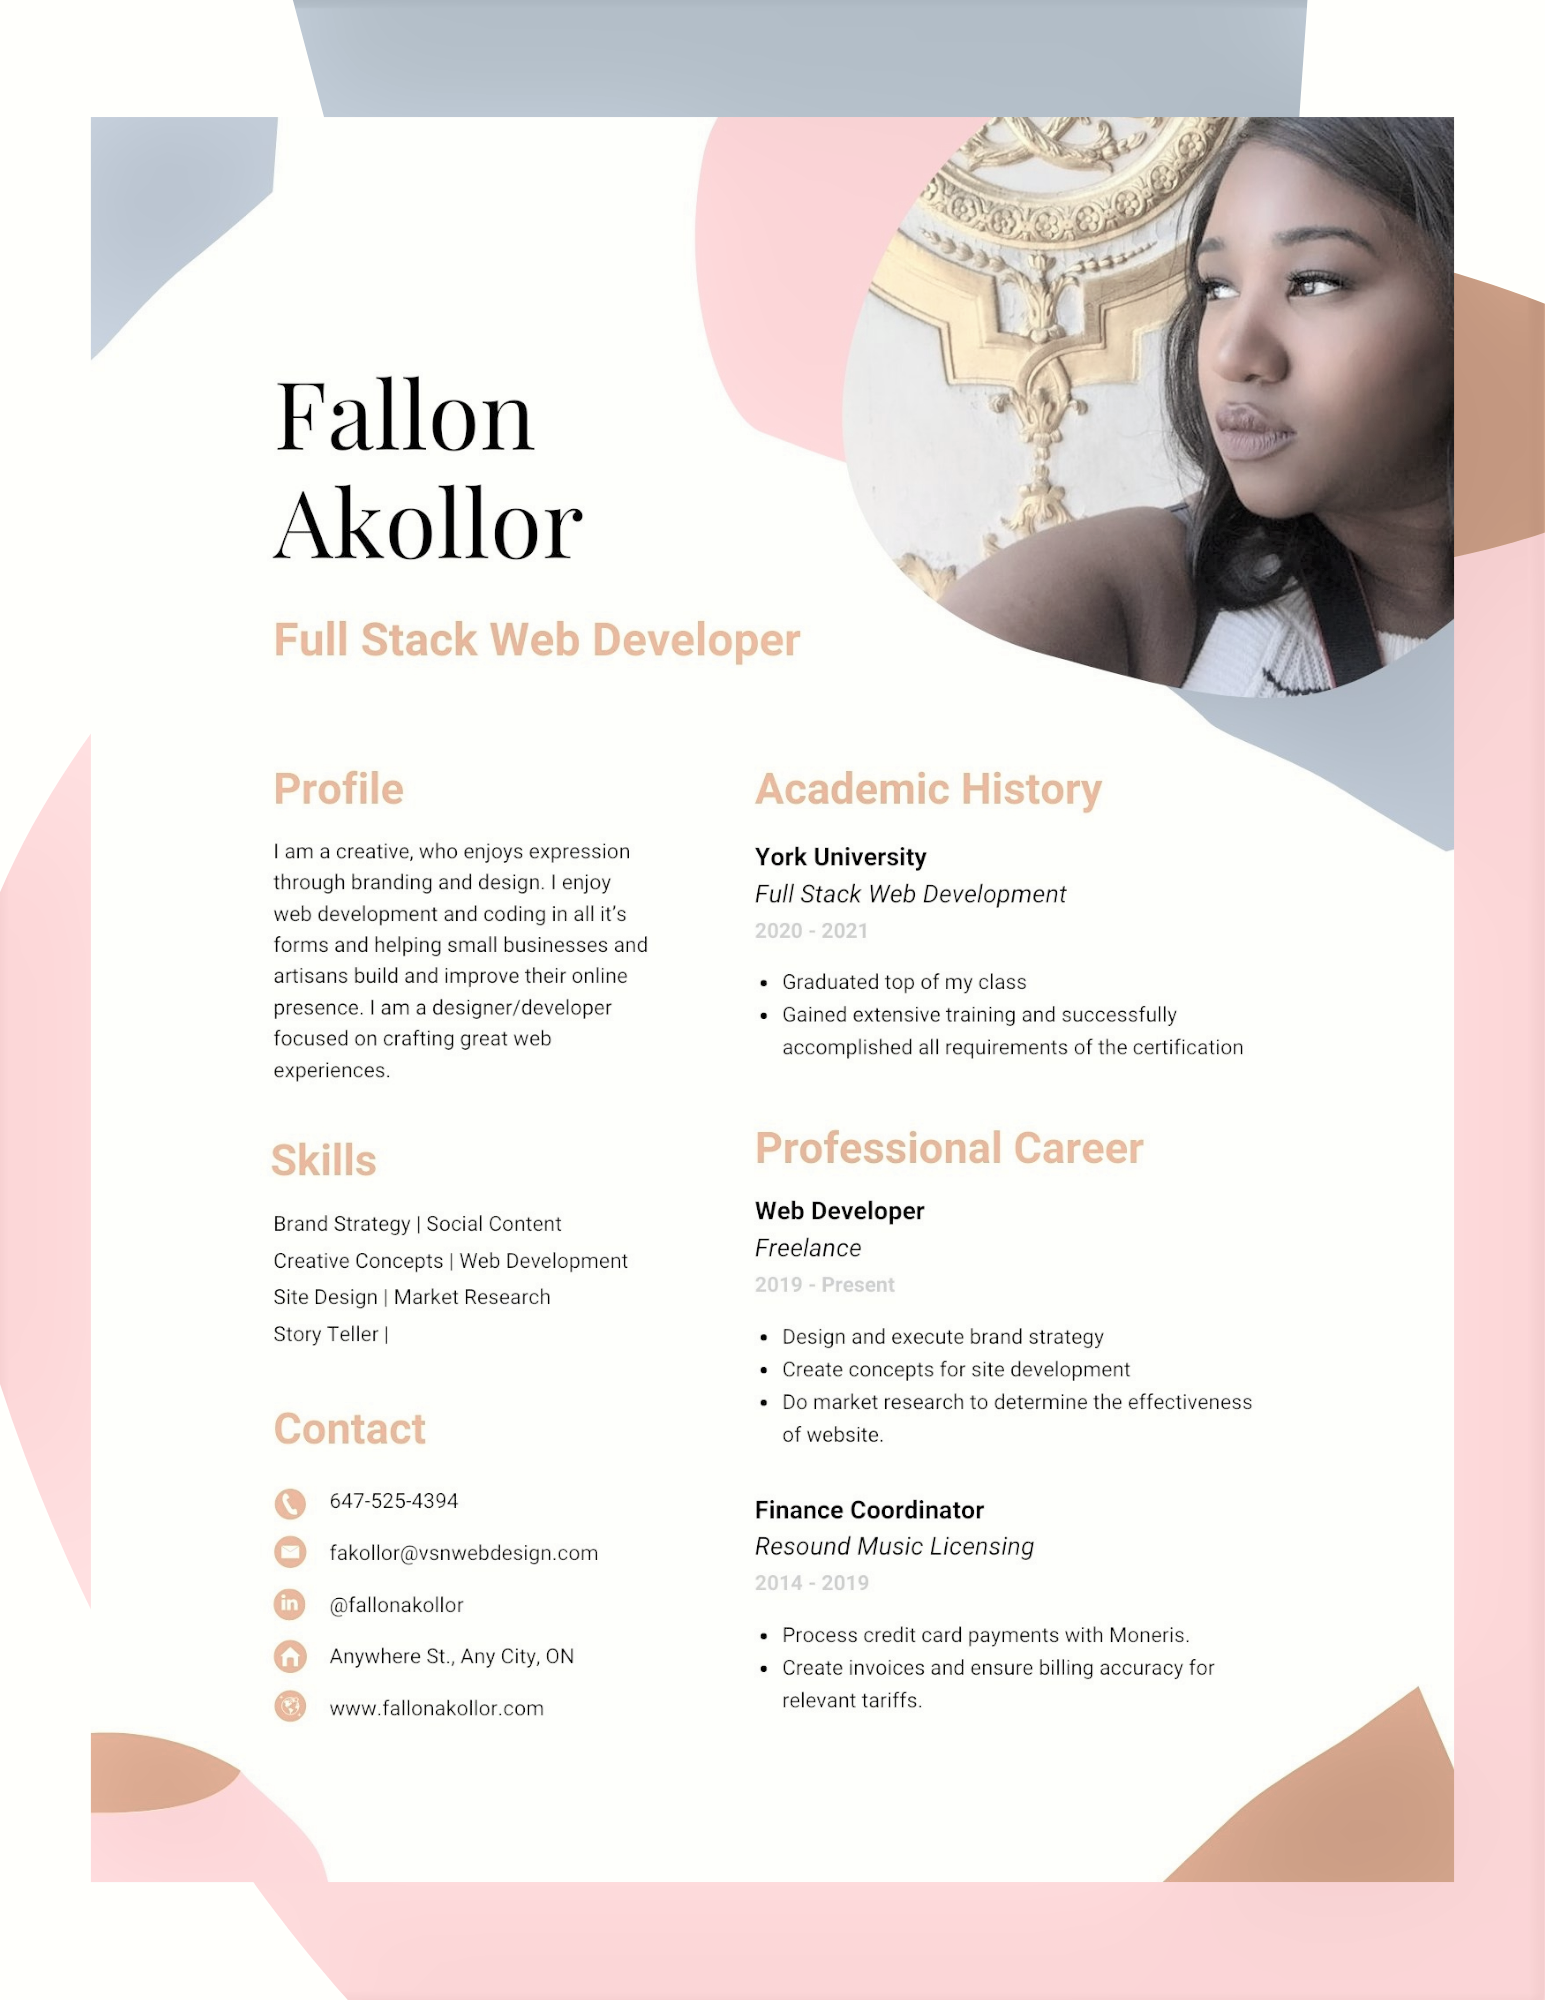 Fallon
Akollor
Full Stack Web Developer
Profile
I am a creative, who enjoys expression
through branding and design. I enjoy
web development and coding in all it’s
forms and helping small businesses and
artisans build and improve their online
presence. I am a designer/developer
focused on crafting great web
experiences.
Skills
Brand Strategy | Social Content
Creative Concepts | Web Development
Site Design | Market Research
Story Teller |
Contact
647-525-4394
fakollor@vsnwebdesign.com
in @fallonakollor
Anywhere St., Any City, ON
www.fallonakollor.com
Academic History
York University
Full Stack Web Development
2020 - 2021
• Graduated top of my class
• Gained extensive training and successfully
accomplished all requirements of the certification
Professional Career
Web Developer
Freelance
2019 - Present
• Design and execute brand strategy
• Create concepts for site development
• Do market research to determine the effectiveness
of website.
Finance Coordinator
Resound Music Licensing
2014 - 2019
• Process credit card payments with Moneris.
• Create invoices and ensure billing accuracy for
relevant tariffs.